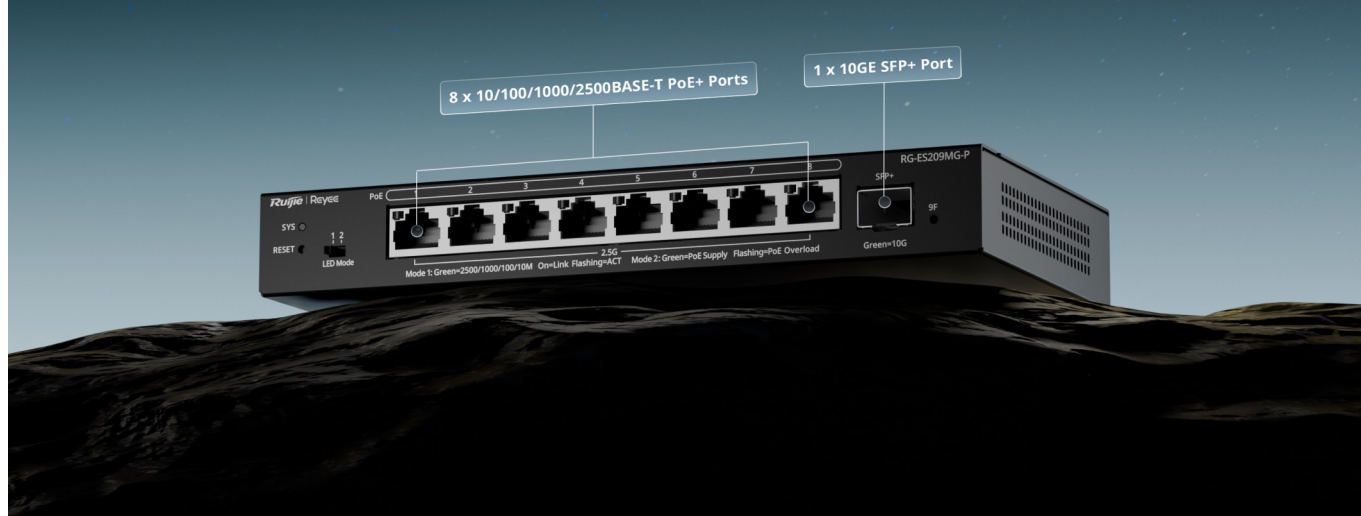 8 x 10/100/1000/2500BASE-T PoE+ Ports
1 x 10GE SFP+ Port
RG-ES209MG-P
Ruijie | Reyee
PoE
2 3 4 5 6 7 8
SFP+
SYS
RESET
1 2
LED Mode
9F
2.5G
Mode 1: Green=2500/1000/100/10M On=Link Flashing=ACT Mode 2: Green=PoE Supply Flashing=PoE Overload
Green=10G